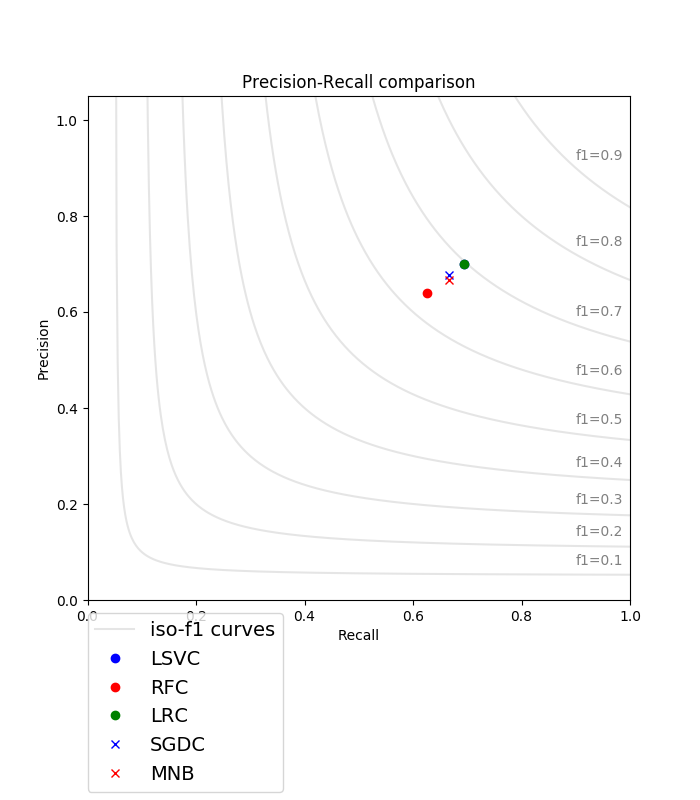 Precision-Recall comparison
1.0
0.8
0.6
0.4
0.2
0.0
Precision
f1=0.9
f1=0.8
f1=0.7
f1=0.6
f1=0.5
f1=0.4
f1=0.3
f1=0.2
f1=0.1
0.0 0.2 0.4 0.6 0.8 1.0
Recall
iso-f1 curves
LSVC
RFC
LRC
SGDC
MNB